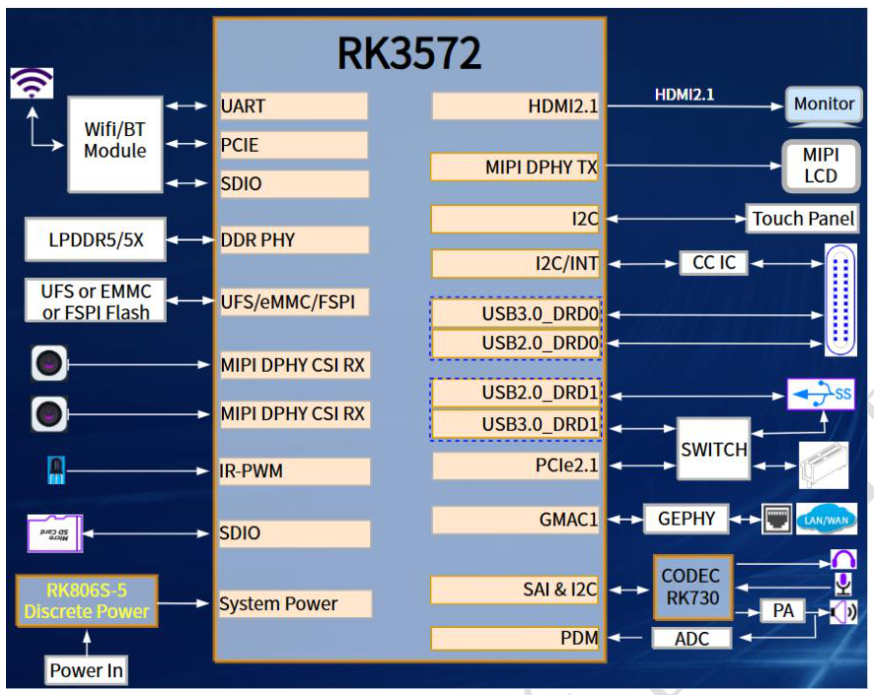 RK3572
Wifi/BT
Module
UART
PCIE
SDIO
LPDDR5/5X
DDR PHY
UFS or EMMC
or FSPI Flash
UFS/eMMC/FSPI
MIPI DPHY CSI RX
MIPI DPHY CSI RX
IR-PWM
Micro
SD Card
SDIO
RK806S-5
Discrete Power
System Power
Power In
HDMI2.1
HDMI2.1
Monitor
MIPI DPHY TX
MIPI
LCD
I2C
Touch Panel
I2C/INT
CC IC
USB3.0_DRD0
USB2.0_DRD0
USB2.0_DRD1
SS
USB3.0_DRD1
SWITCH
PCIe2.1
GMAC1
GEPHY
LAN/WAN
SAI & I2C
CODEC
RK730
PA
PDM
ADC